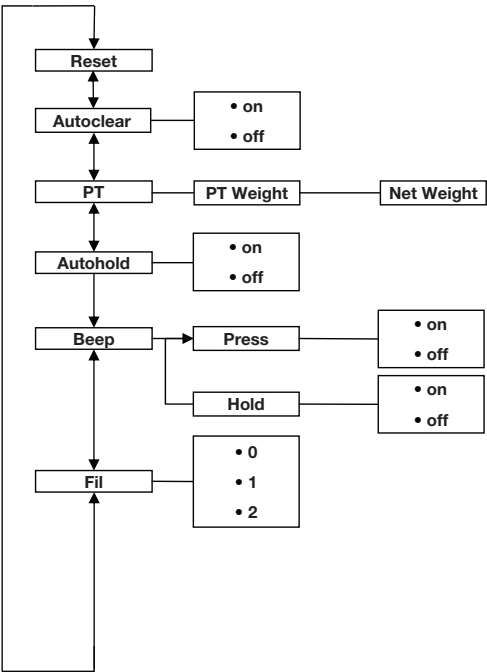 Reset
Autoclear
• on
• off
PT
PT Weight
Net Weight
Autohold
• on
• off
Beep
Press
• on
• off
Hold
• on
• off
Fil
• 0
• 1
• 2